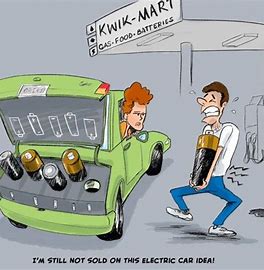 KWIK-MART
GAS-FOOD-BATTERIES
I'M STILL NOT SOLD ON THIS ELECTRIC CAR IDEA!